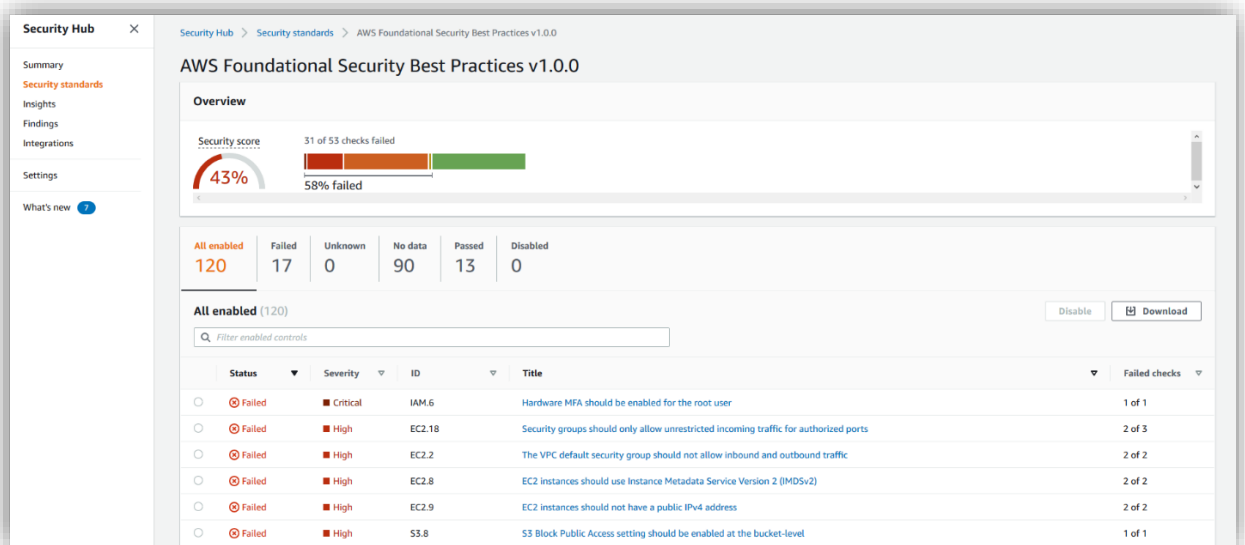 Security Hub
Summary
Security standards
Insights
Findings
Integrations
Settings
What's new 7
Security Hub > Security standards > AWS Foundational Security Best Practices v1.0.0
AWS Foundational Security Best Practices v1.0.0
Overview
Security score
43%
31 of 53 checks failed
58% failed
All enabled Failed Unknown No data Passed Disabled
120 17 0 90 13 0
All enabled (120)
Disable Download
Filter enabled controls
Status Severity ID Title Failed checks
Failed Critical IAM.6 Hardware MFA should be enabled for the root user 1 of 1
Failed High EC2.18 Security groups should only allow unrestricted incoming traffic for authorized ports 2 of 3
Failed High EC2.2 The VPC default security group should not allow inbound and outbound traffic 2 of 2
Failed High EC2.8 EC2 instances should use Instance Metadata Service Version 2 (IMDSv2) 2 of 2
Failed High EC2.9 EC2 instances should not have a public IPv4 address 2 of 2
Failed High S3.8 S3 Block Public Access setting should be enabled at the bucket-level 1 of 1